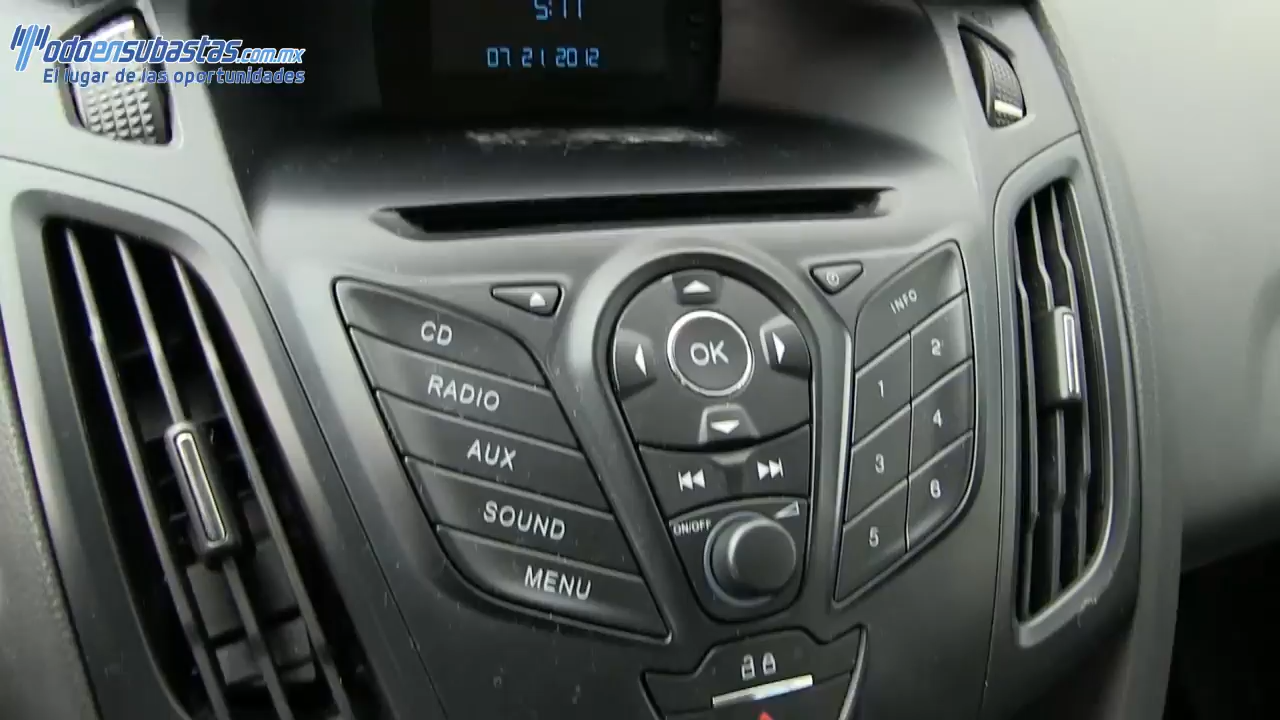 Todoensubastas.com.mx
El lugar de las oportunidades
5:11
07 21 2012
CD
RADIO
AUX
SOUND
MENU
OK
ON/OFF
INFO
1
2
3
4
5
6